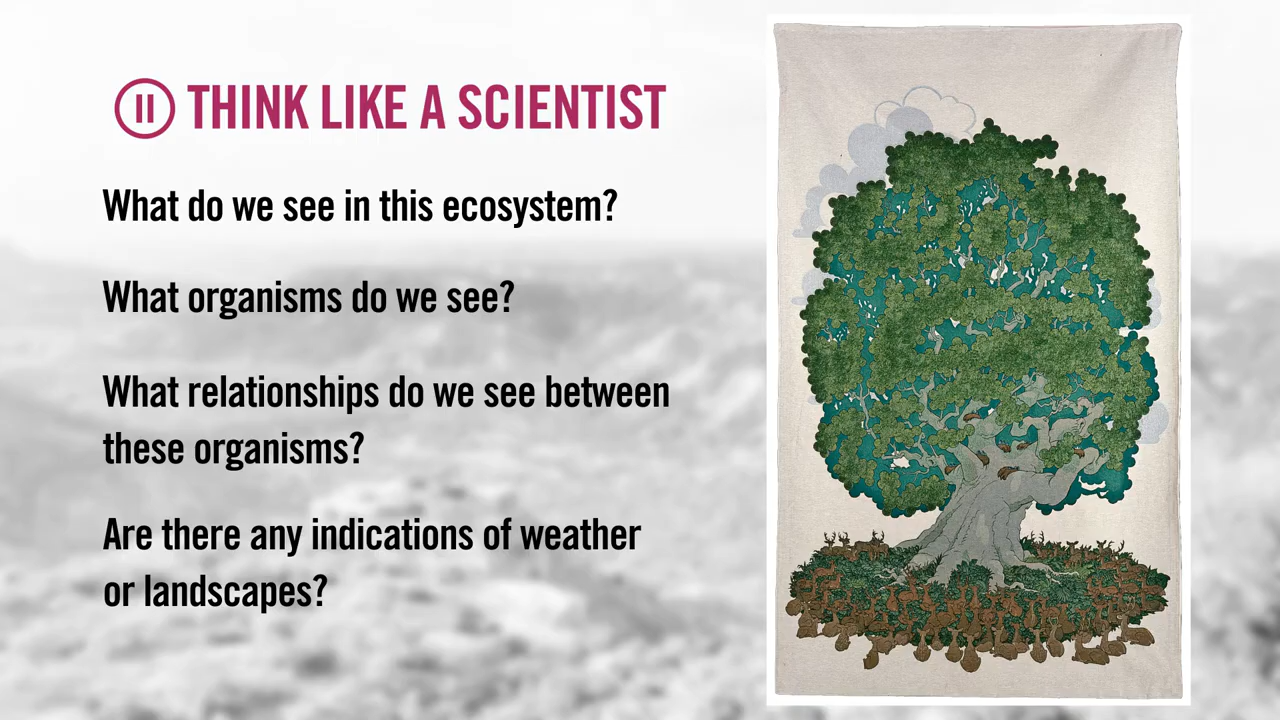 THINK LIKE A SCIENTIST
What do we see in this ecosystem?
What organisms do we see?
What relationships do we see between
these organisms?
Are there any indications of weather
or landscapes?